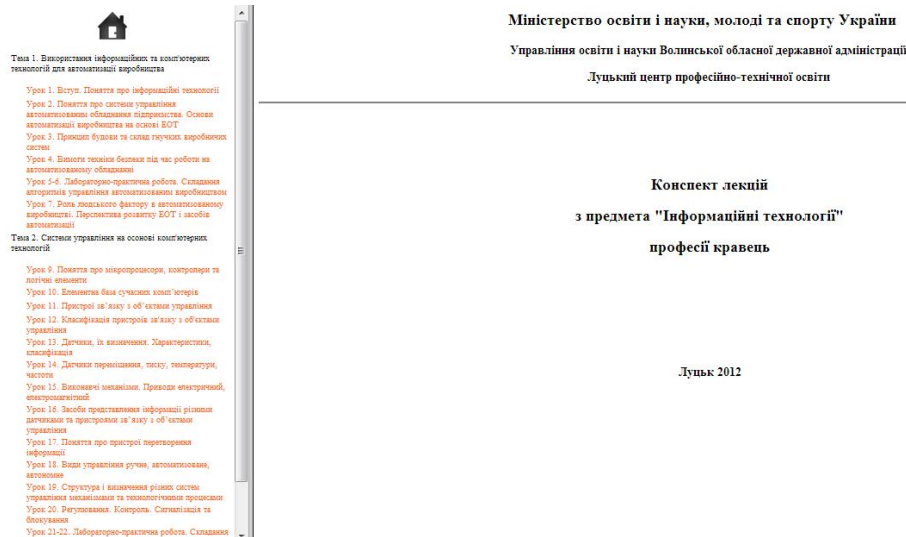 Тема 1. Використання інформаційних та комп'ютерних
технологій для автоматизації виробництва
Урок 1. Вступ. Поняття про інформаційні технології
Урок 2. Поняття про системи управління
автоматизованим обладнання підприємства. Основи
автоматизації виробництва на основі ЕОТ
Урок 3. Принцип будови та склад гнучких виробничих
систем
Урок 4. Вимоги техніки безпеки під час роботи на
автоматизованому обладнанні
Урок 5-6. Лабораторно-практична робота. Складання
алгоритмів управління автоматизованим виробництвом
Урок 7. Роль людського фактору в автоматизованому
виробництві. Перспектива розвитку ЕОТ і засобів
автоматизації
Тема 2. Системи управління на осонові комп'ютерних
технологій
Урок 9. Поняття про мікропроцесори, контролери та
логічні елементи
Урок 10. Елементна база сучасних комп'ютерів
Урок 11. Пристрої зв'язку з об'єктами управління
Урок 12. Класифікація пристроїв зв'язку з об'єктами
управління
Урок 13. Датчики, їх визначення. Характеристики,
класифікація
Урок 14. Датчики переміщення, тиску, температури,
частоти
Урок 15. Виконавчі механізми. Приводи електричний,
електромагнітний
Урок 16. Засоби представлення інформації різними
датчиками та пристроями зв'язку з об'єктами
управління
Урок 17. Поняття про пристрої перетворення
інформації
Урок 18. Види управління ручне, автоматизоване,
автономне
Урок 19. Структура і визначення різних систем
управління механізмами та технологічними процесами
Урок 20. Регулювання. Контроль. Сигналізація та
блокування
Урок 21-22. Лабораторно-практична робота. Складання
Міністерство освіти і науки, молоді та спорту України
Управління освіти і науки Волинської обласної державної адміністрації
Луцький центр професійно-технічної освіти
Конспект лекцій
з предмета "Інформаційні технології"
професії кравець
Луцьк 2012